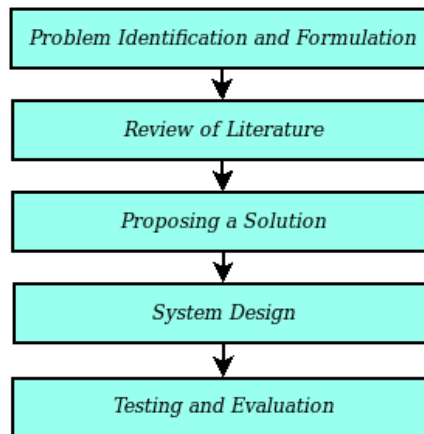 Problem Identification and Formulation
Review of Literature
Proposing a Solution
System Design
Testing and Evaluation